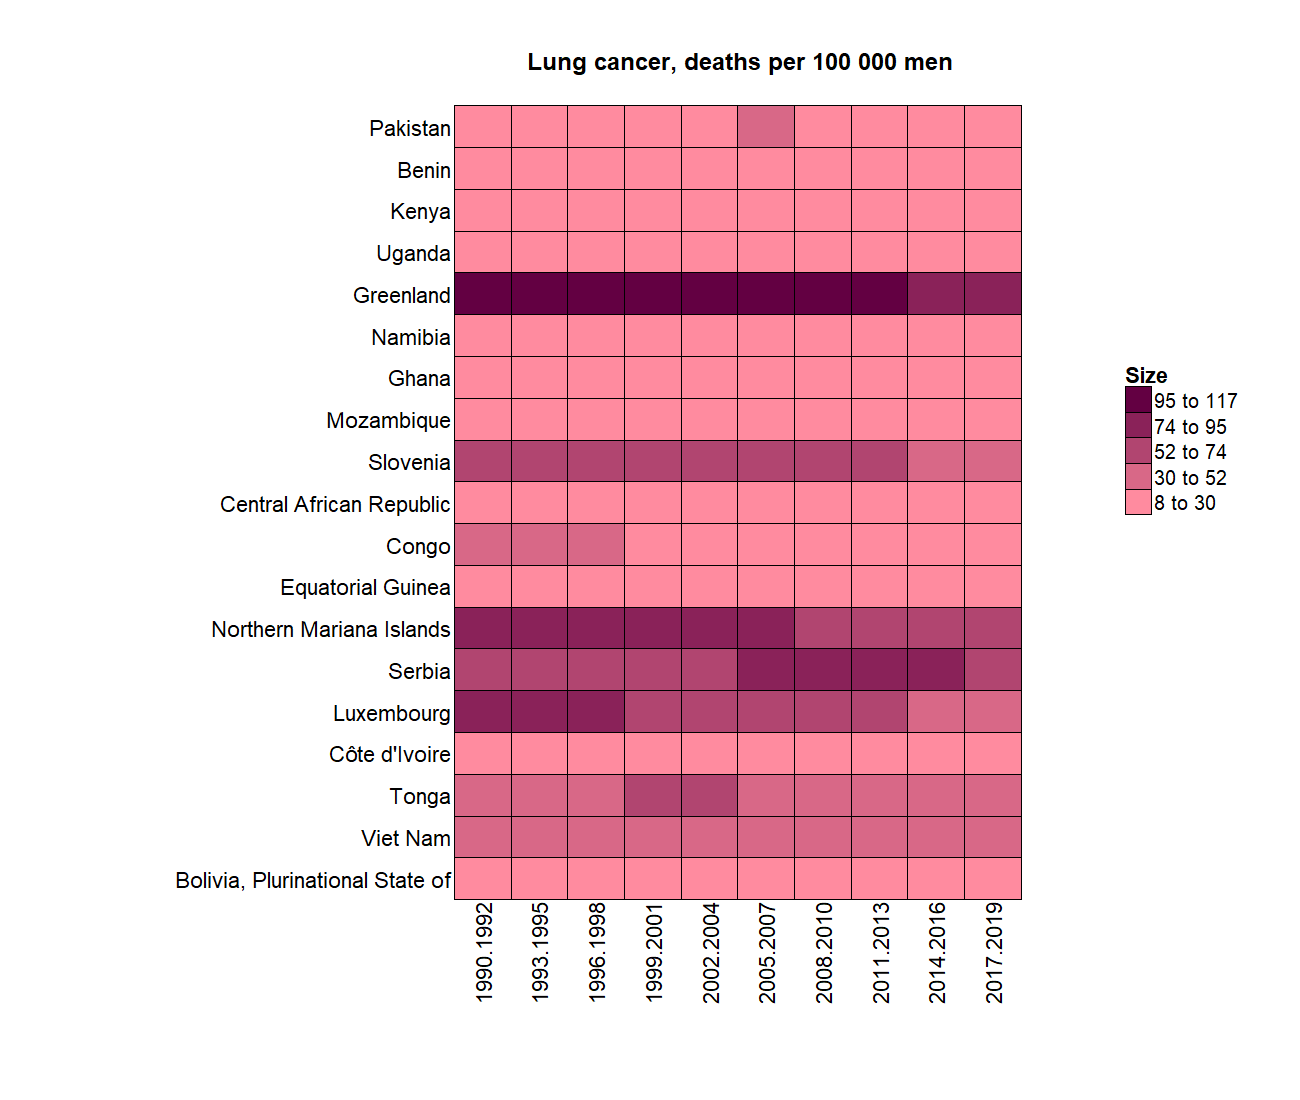 Lung cancer, deaths per 100 000 men
Pakistan
Benin
Kenya
Uganda
Greenland
Namibia
Ghana
Mozambique
Slovenia
Central African Republic
Congo
Equatorial Guinea
Northern Mariana Islands
Serbia
Luxembourg
Côte d'Ivoire
Tonga
Viet Nam
Bolivia, Plurinational State of
1990.1992
1993.1995
1996.1998
1999.2001
2002.2004
2005.2007
2008.2010
2011.2013
2014.2016
2017.2019
Size
95 to 117
74 to 95
52 to 74
30 to 52
8 to 30